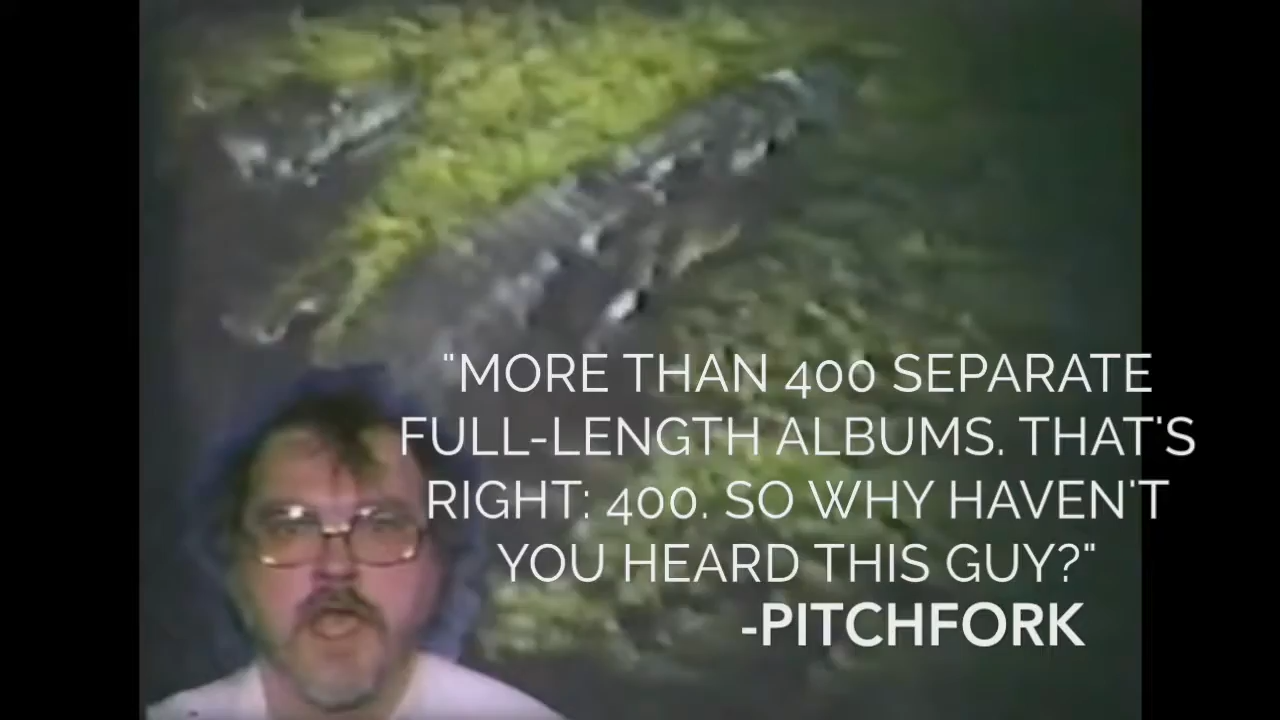 "MORE THAN 400 SEPARATE
FULL-LENGTH ALBUMS. THAT'S
RIGHT: 400. SO WHY HAVEN'T
YOU HEARD THIS GUY?"
-PITCHFORK